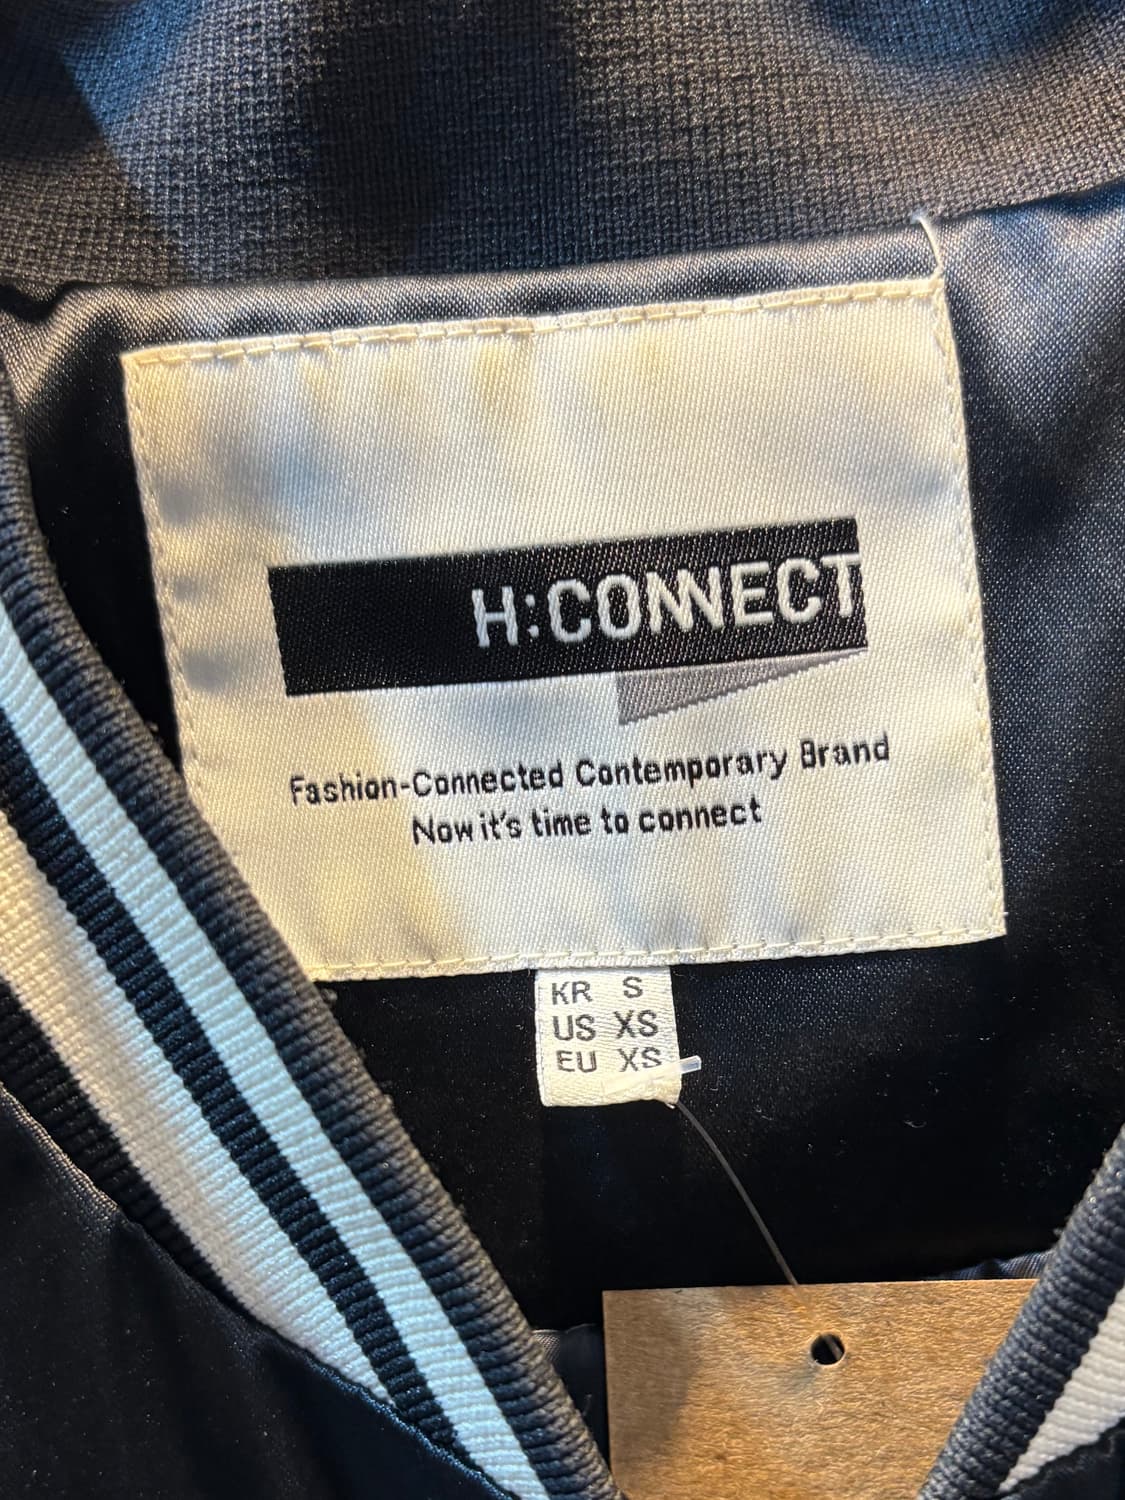 H:CONNECT
Fashion-Connected Contemporary Brand
Now it's time to connect
KR S
US XS
EU XS